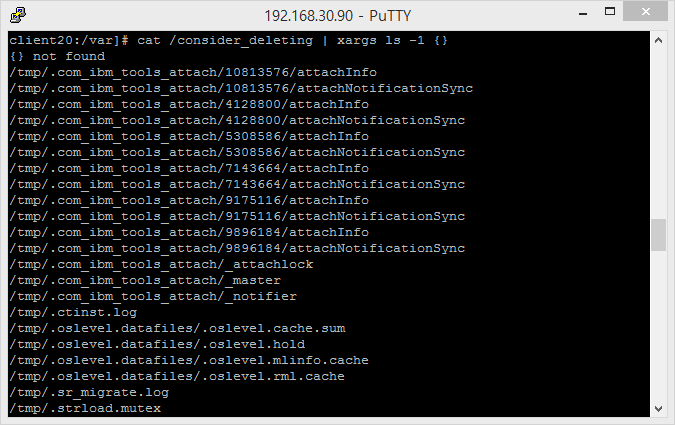 192.168.30.90 - PuTTY
client20:/var]# cat /consider_deleting | xargs ls -1 {}
{} not found
/tmp/.com_ibm_tools_attach/10813576/attachInfo
/tmp/.com_ibm_tools_attach/10813576/attachNotificationSync
/tmp/.com_ibm_tools_attach/4128800/attachInfo
/tmp/.com_ibm_tools_attach/4128800/attachNotificationSync
/tmp/.com_ibm_tools_attach/5308586/attachInfo
/tmp/.com_ibm_tools_attach/5308586/attachNotificationSync
/tmp/.com_ibm_tools_attach/7143664/attachInfo
/tmp/.com_ibm_tools_attach/7143664/attachNotificationSync
/tmp/.com_ibm_tools_attach/9175116/attachInfo
/tmp/.com_ibm_tools_attach/9175116/attachNotificationSync
/tmp/.com_ibm_tools_attach/9896184/attachInfo
/tmp/.com_ibm_tools_attach/9896184/attachNotificationSync
/tmp/.com_ibm_tools_attach/_attachlock
/tmp/.com_ibm_tools_attach/_master
/tmp/.com_ibm_tools_attach/_notifier
/tmp/.ctinst.log
/tmp/.oslevel.datafiles/.oslevel.cache.sum
/tmp/.oslevel.datafiles/.oslevel.hold
/tmp/.oslevel.datafiles/.oslevel.mlinfo.cache
/tmp/.oslevel.datafiles/.oslevel.rml.cache
/tmp/.sr_migrate.log
/tmp/.strload.mutex